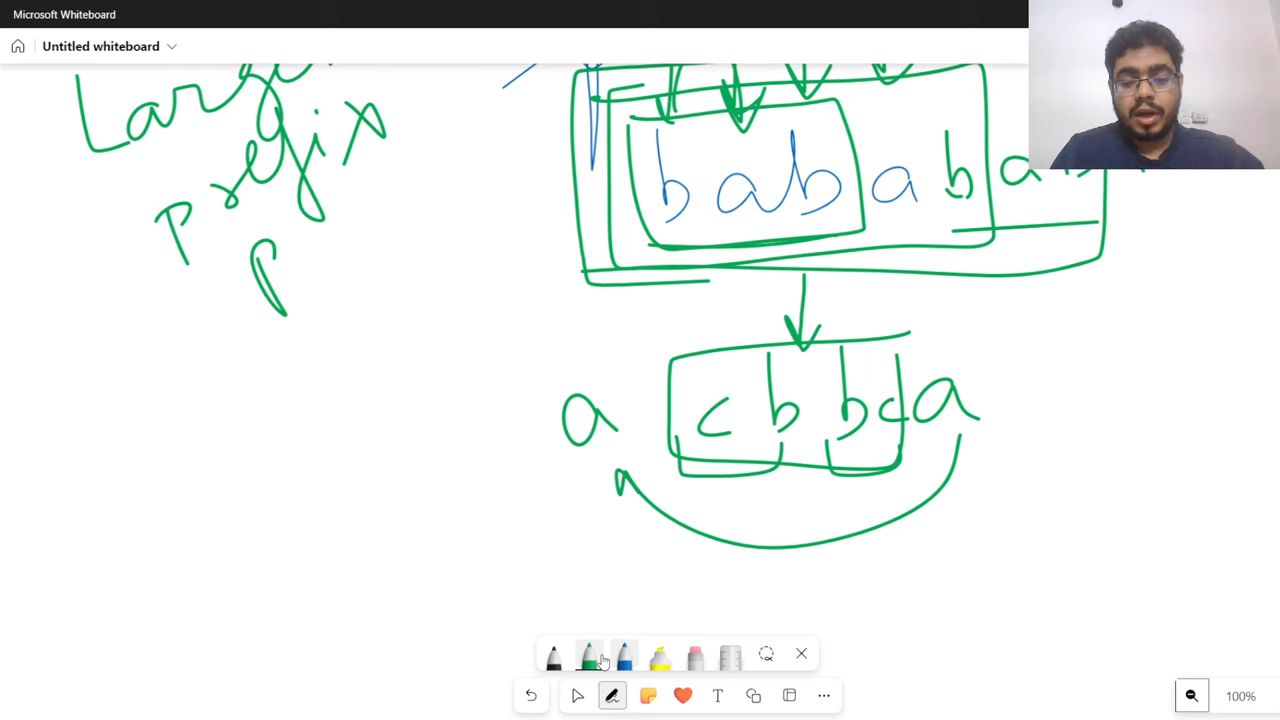 Microsoft Whiteboard
Untitled whiteboard
prefix
P
b a b a b a
a c b b c a
100%